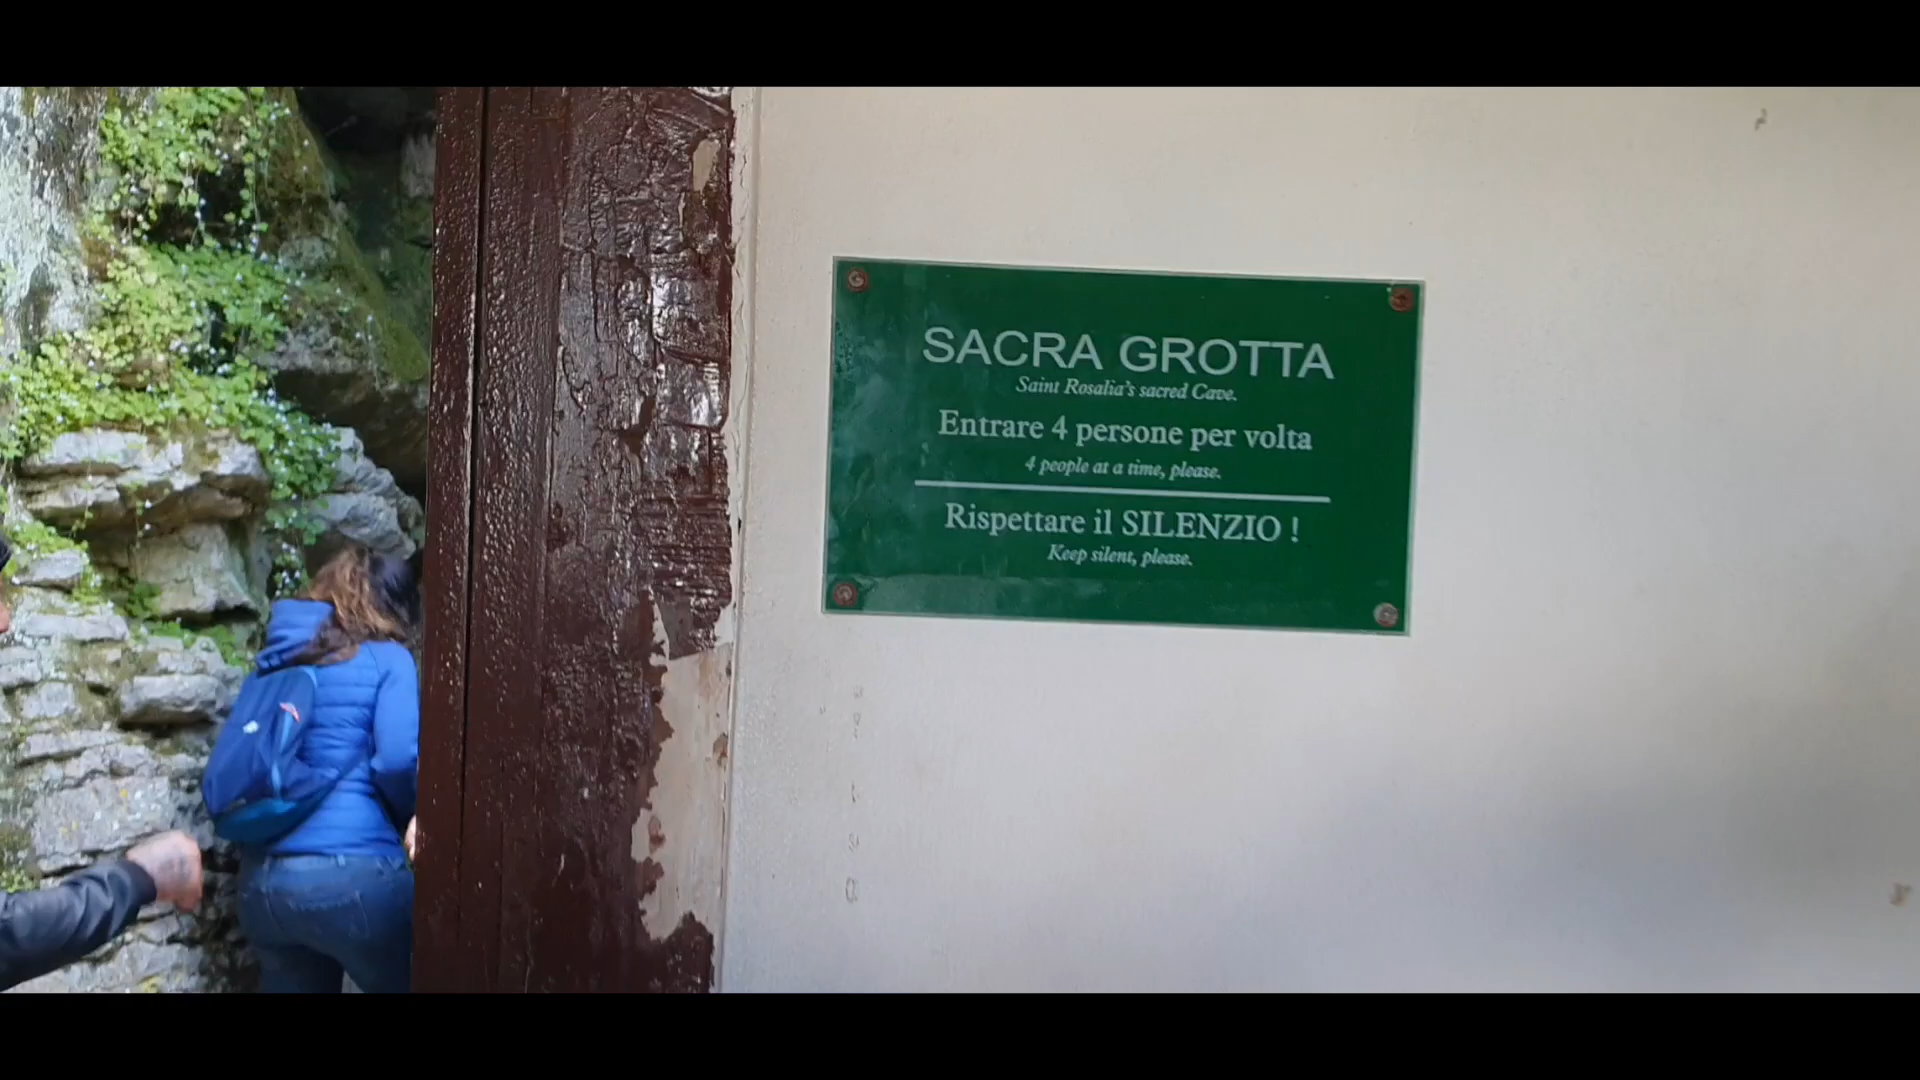 SACRA GROTTA
Saint Rosalia's sacred Cave.
Entrare 4 persone per volta
4 people at a time, please.
Rispettare il SILENZIO !
Keep silent, please.